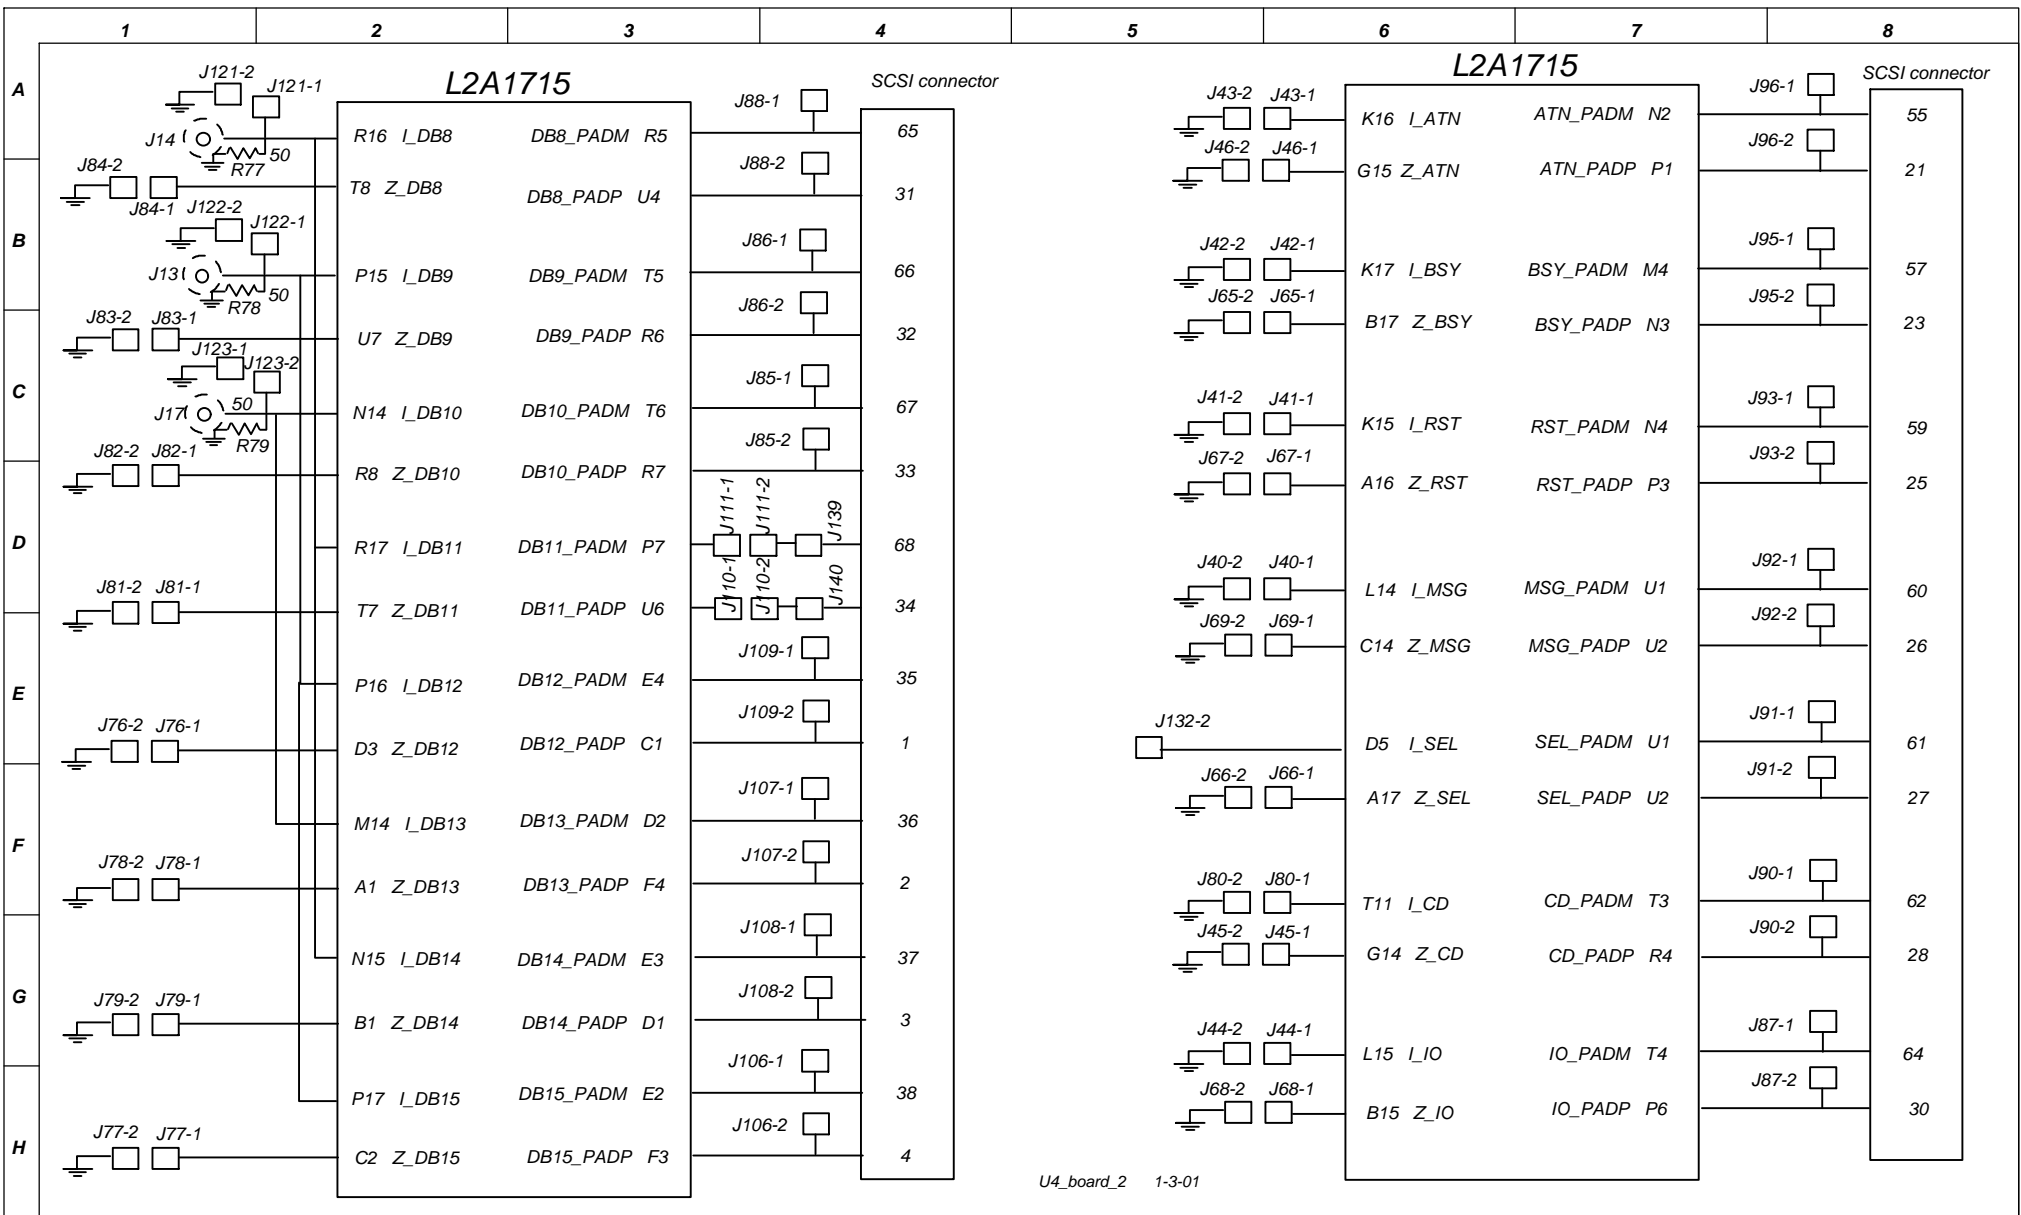 1 2 3 4 5 6 7 8
A
B
C
D
E
F
G
H
L2A1715
SCSI connector
J121-2
J121-1
J14
50
R77
R16 I_DB8
DB8_PADM R5
J88-1
65
J84-2
J84-1
T8 Z_DB8
DB8_PADP U4
J88-2
31
J122-2
J122-1
J13
50
R78
P15 I_DB9
DB9_PADM T5
J86-1
66
J83-2 J83-1
U7 Z_DB9
DB9_PADP R6
J86-2
32
J123-1
J123-2
J17
50
R79
N14 I_DB10
DB10_PADM T6
J85-1
67
J82-2 J82-1
R8 Z_DB10
DB10_PADP R7
J85-2
33
R17 I_DB11
DB11_PADM P7
J111-1
J111-2
J139
68
J81-2 J81-1
T7 Z_DB11
DB11_PADP U6
J110-1
J110-2
J140
34
P16 I_DB12
DB12_PADM E4
J109-1
35
J76-2 J76-1
D3 Z_DB12
DB12_PADP C1
J109-2
1
M14 I_DB13
DB13_PADM D2
J107-1
36
J78-2 J78-1
A1 Z_DB13
DB13_PADP F4
J107-2
2
N15 I_DB14
DB14_PADM E3
J108-1
37
J79-2 J79-1
B1 Z_DB14
DB14_PADP D1
J108-2
3
P17 I_DB15
DB15_PADM E2
J106-1
38
J77-2 J77-1
C2 Z_DB15
DB15_PADP F3
J106-2
4
L2A1715
SCSI connector
J43-2 J43-1
K16 I_ATN
ATN_PADM N2
J96-1
55
J46-2 J46-1
G15 Z_ATN
ATN_PADP P1
J96-2
21
J42-2 J42-1
K17 I_BSY
BSY_PADM M4
J95-1
57
J65-2 J65-1
B17 Z_BSY
BSY_PADP N3
J95-2
23
J41-2 J41-1
K15 I_RST
RST_PADM N4
J93-1
59
J67-2 J67-1
A16 Z_RST
RST_PADP P3
J93-2
25
J40-2 J40-1
L14 I_MSG
MSG_PADM U1
J92-1
60
J69-2 J69-1
C14 Z_MSG
MSG_PADP U2
J92-2
26
J132-2
D5 I_SEL
SEL_PADM U1
J91-1
61
J66-2 J66-1
A17 Z_SEL
SEL_PADP U2
J91-2
27
J80-2 J80-1
T11 I_CD
CD_PADM T3
J90-1
62
J45-2 J45-1
G14 Z_CD
CD_PADP R4
J90-2
28
J44-2 J44-1
L15 I_IO
IO_PADM T4
J87-1
64
J68-2 J68-1
B15 Z_IO
IO_PADP P6
J87-2
30
U4_board_2 1-3-01